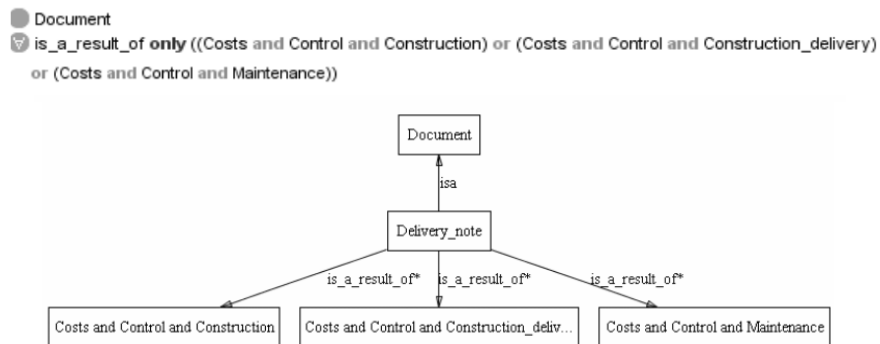 Document
∀ is_a_result_of only ((Costs and Control and Construction) or (Costs and Control and Construction_delivery)
or (Costs and Control and Maintenance))
Document
isa
Delivery_note
is_a_result_of* is_a_result_of* is_a_result_of*
Costs and Control and Construction Costs and Control and Construction_deliv... Costs and Control and Maintenance